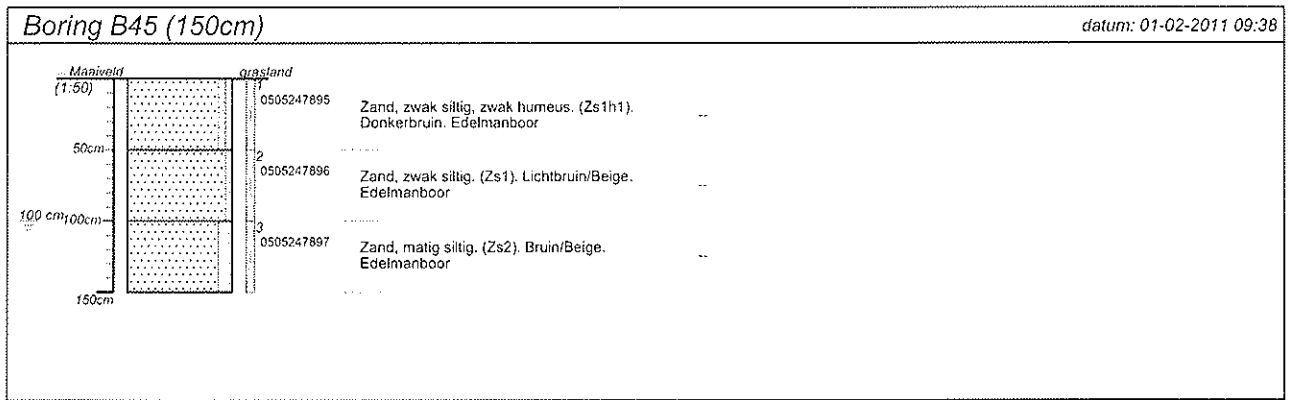 Boring B45 (150cm)
datum: 01-02-2011 09:38
Maaiveld
grasland
(1:50)
1
0505247895
Zand, zwak siltig, zwak humeus. (Zs1h1).
Donkerbruin. Edelmanboor
--
50cm
2
0505247896
Zand, zwak siltig. (Zs1). Lichtbruin/Beige.
Edelmanboor
--
100 cm
100cm
3
0505247897
Zand, matig siltig. (Zs2). Bruin/Beige.
Edelmanboor
--
150cm